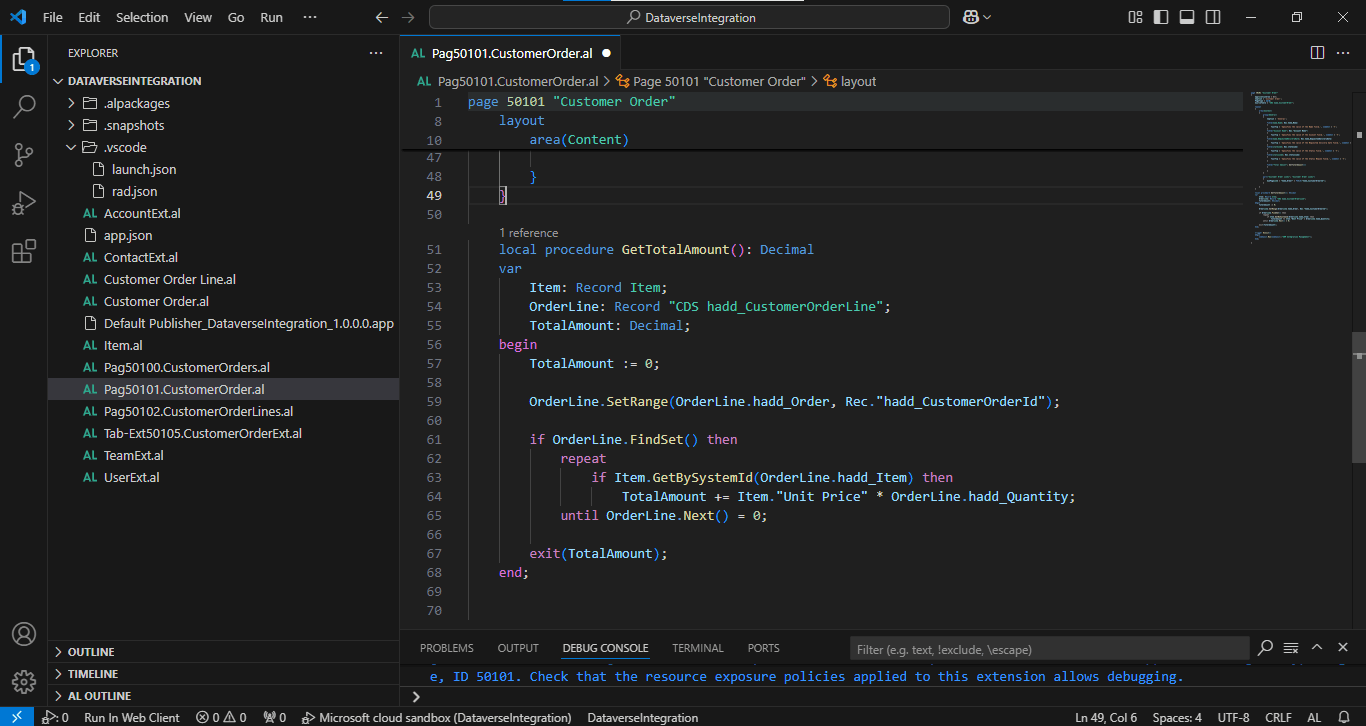 File Edit Selection View Go Run ··· DataverseIntegration
EXPLORER ···
DATAVERSEINTEGRATION
.alpackages
.snapshots
.vscode
launch.json
rad.json
AL AccountExt.al
app.json
AL ContactExt.al
AL Customer Order Line.al
AL Customer Order.al
Default Publisher_DataverseIntegration_1.0.0.0.app
AL Item.al
AL Pag50100.CustomerOrders.al
AL Pag50101.CustomerOrder.al
AL Pag50102.CustomerOrderLines.al
AL Tab-Ext50105.CustomerOrderExt.al
AL TeamExt.al
AL UserExt.al
OUTLINE
TIMELINE
AL OUTLINE
1
AL Pag50101.CustomerOrder.al
AL Pag50101.CustomerOrder.al > Page 50101 "Customer Order" > layout
1 page 50101 "Customer Order"
8 layout
10 area(Content)
47
48 }
49 }
50
1 reference
51 local procedure GetTotalAmount(): Decimal
52 var
53 Item: Record Item;
54 OrderLine: Record "CDS hadd_CustomerOrderLine";
55 TotalAmount: Decimal;
56 begin
57 TotalAmount := 0;
58
59 OrderLine.SetRange(OrderLine.hadd_Order, Rec."hadd_CustomerOrderId");
60
61 if OrderLine.FindSet() then
62 repeat
63 if Item.GetBySystemId(OrderLine.hadd_Item) then
64 TotalAmount += Item."Unit Price" * OrderLine.hadd_Quantity;
65 until OrderLine.Next() = 0;
66
67 exit(TotalAmount);
68 end;
69
70
PROBLEMS OUTPUT DEBUG CONSOLE TERMINAL PORTS Filter (e.g. text, !exclude, \escape)
e, ID 50101. Check that the resource exposure policies applied to this extension allows debugging.
>
: 0 Run In Web Client 0 0 0 Microsoft cloud sandbox (DataverseIntegration) DataverseIntegration Ln 49, Col 6 Spaces: 4 UTF-8 CRLF AL